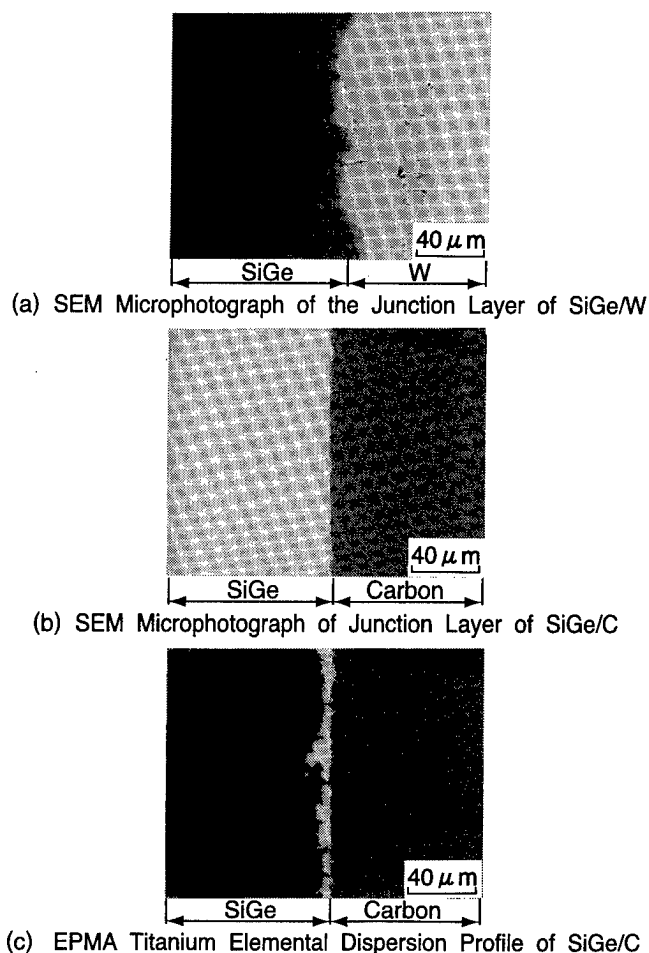 40 μm
SiGe W
(a) SEM Microphotograph of the Junction Layer of SiGe/W
40 μm
SiGe Carbon
(b) SEM Microphotograph of Junction Layer of SiGe/C
40 μm
SiGe Carbon
(c) EPMA Titanium Elemental Dispersion Profile of SiGe/C